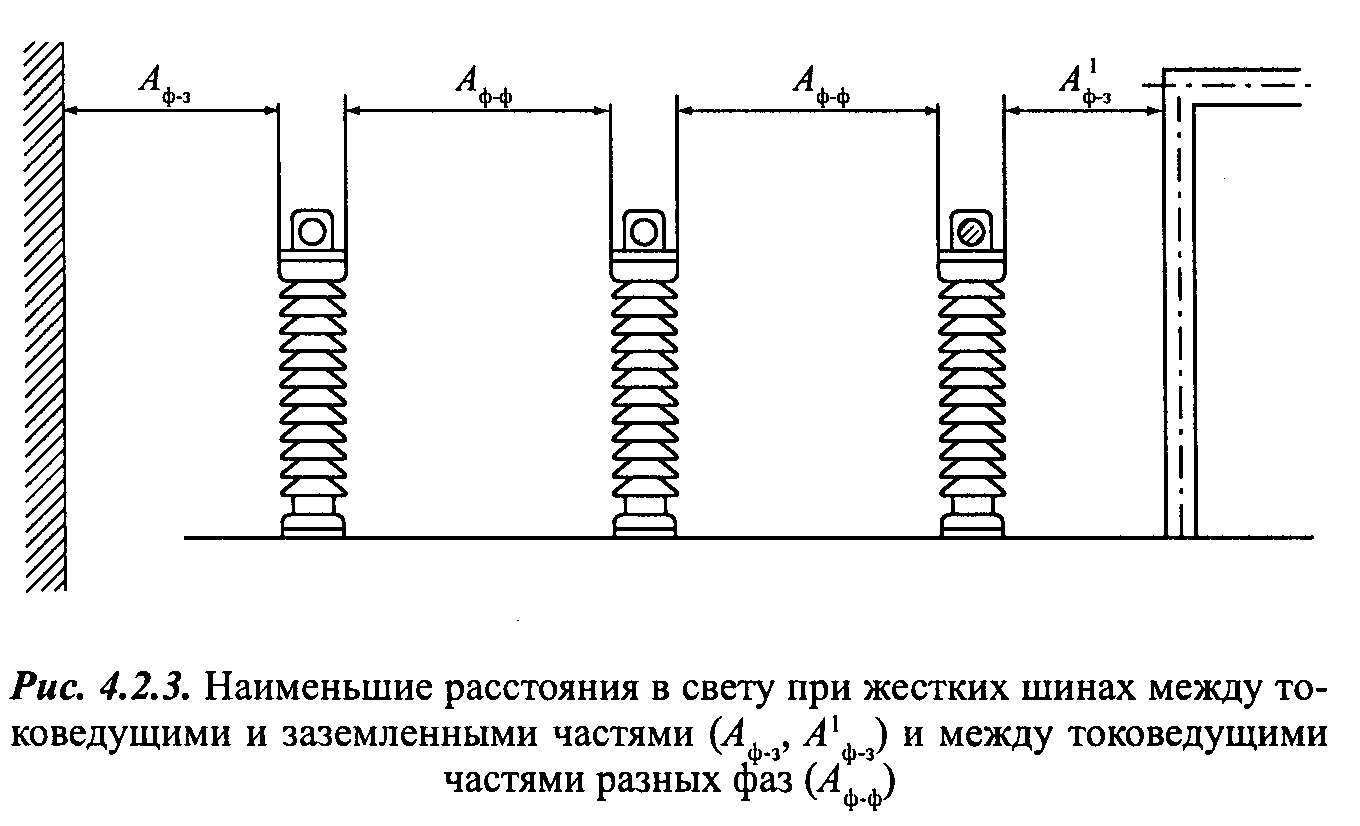 Aф-з Aф-ф Aф-ф A¹ф-з
Рис. 4.2.3. Наименьшие расстояния в свету при жестких шинах между то-
коведущими и заземленными частями (Aф-з, A¹ф-з) и между токоведущими
частями разных фаз (Aф-ф)